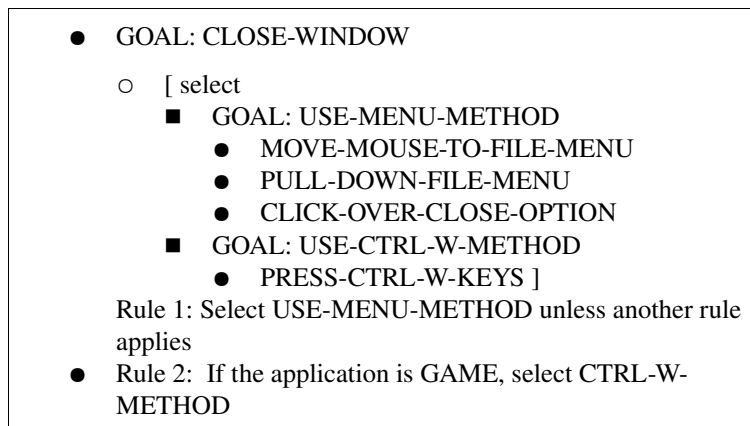 ● GOAL: CLOSE-WINDOW
○ [ select
■ GOAL: USE-MENU-METHOD
● MOVE-MOUSE-TO-FILE-MENU
● PULL-DOWN-FILE-MENU
● CLICK-OVER-CLOSE-OPTION
■ GOAL: USE-CTRL-W-METHOD
● PRESS-CTRL-W-KEYS ]
Rule 1: Select USE-MENU-METHOD unless another rule
applies
● Rule 2: If the application is GAME, select CTRL-W-
METHOD